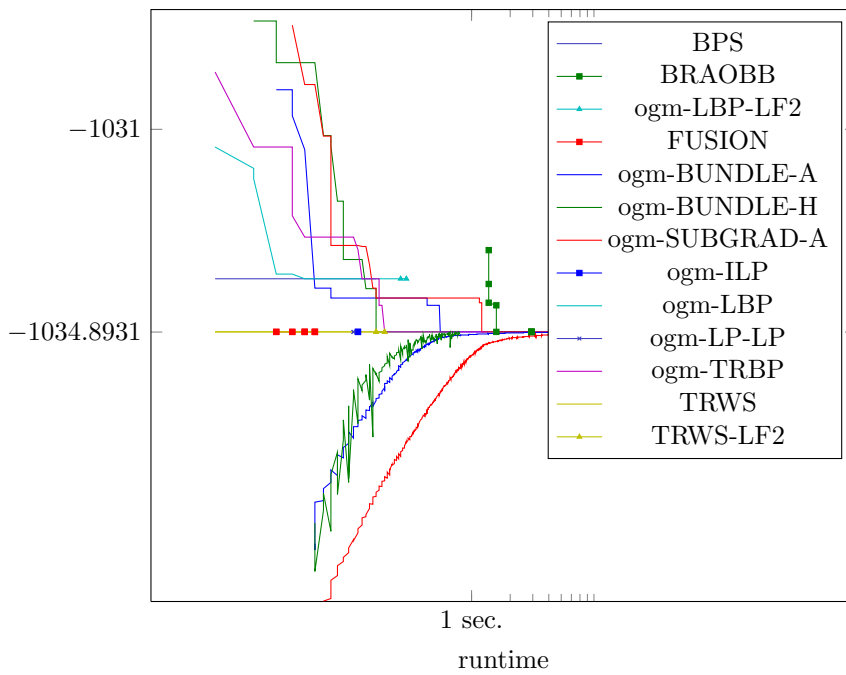 BPS
BRAOBB
ogm-LBP-LF2
−1031
FUSION
ogm-BUNDLE-A
ogm-BUNDLE-H
ogm-SUBGRAD-A
ogm-ILP
ogm-LBP
−1034.8931
ogm-LP-LP
ogm-TRBP
TRWS
TRWS-LF2
1 sec.
runtime